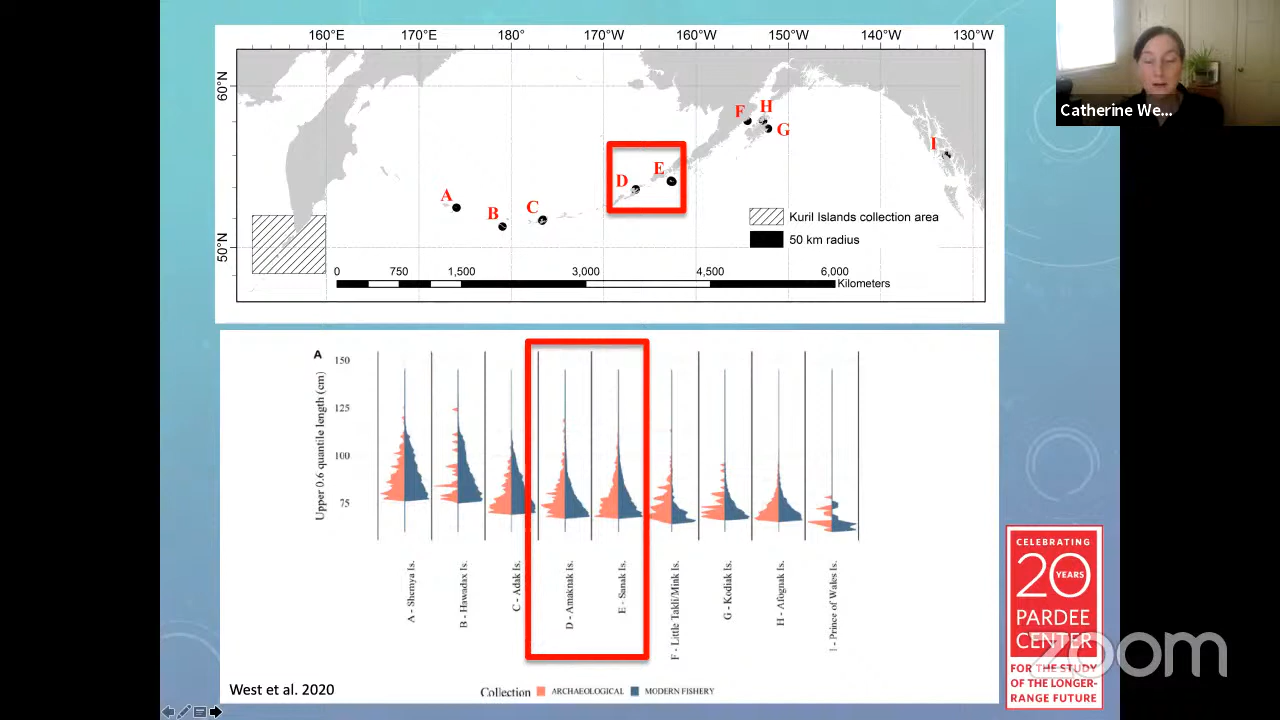 160°E 170°E 180° 170°W 160°W 150°W 140°W 130°W
60°N
50°N
A
B
C
D
E
F
H
G
I
Kuril Islands collection area
50 km radius
0 750 1,500 3,000 4,500 6,000
Kilometers
Catherine We...
A
Upper 0.6 quantile length (cm)
150
125
100
75
A - Shemya Is.
B - Hawadax Is.
C - Adak Is.
D - Amaknak Is.
E - Sanak Is.
F - Little Takli/Mink Is.
G - Kodiak Is.
H - Afognak Is.
I - Prince of Wales Is.
Collection ARCHAEOLOGICAL MODERN FISHERY
West et al. 2020
CELEBRATING
20
YEARS
PARDEE
CENTER
FOR THE STUDY
OF THE LONGER-
RANGE FUTURE
zoom